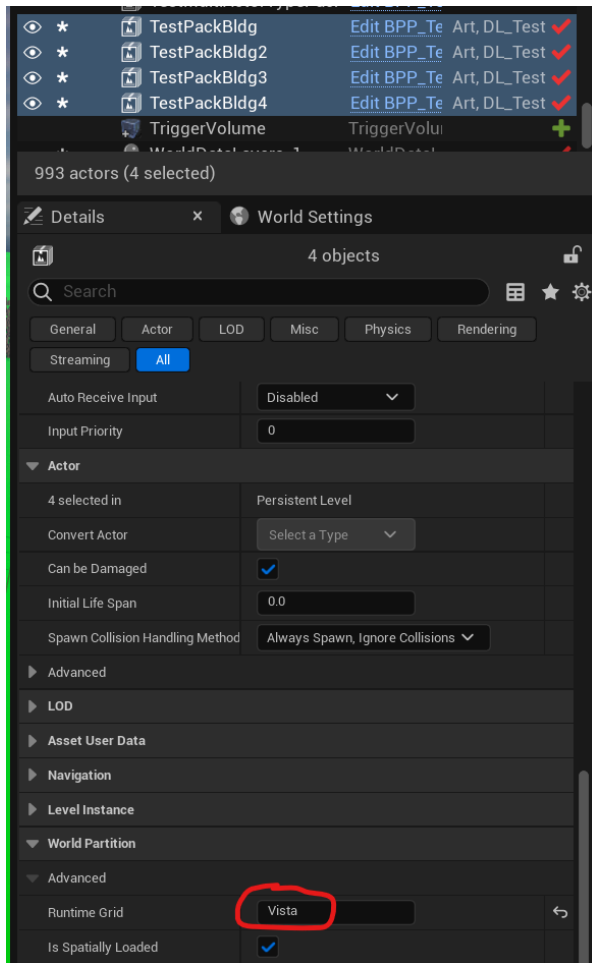 TestPackBldg Edit BPP_Te Art, DL_Test
TestPackBldg2 Edit BPP_Te Art, DL_Test
TestPackBldg3 Edit BPP_Te Art, DL_Test
TestPackBldg4 Edit BPP_Te Art, DL_Test
TriggerVolume TriggerVolu
993 actors (4 selected)
Details World Settings
4 objects
Search
General Actor LOD Misc Physics Rendering
Streaming All
Auto Receive Input Disabled
Input Priority 0
Actor
4 selected in Persistent Level
Convert Actor Select a Type
Can be Damaged
Initial Life Span 0.0
Spawn Collision Handling Method Always Spawn, Ignore Collisions
Advanced
LOD
Asset User Data
Navigation
Level Instance
World Partition
Advanced
Runtime Grid Vista
Is Spatially Loaded